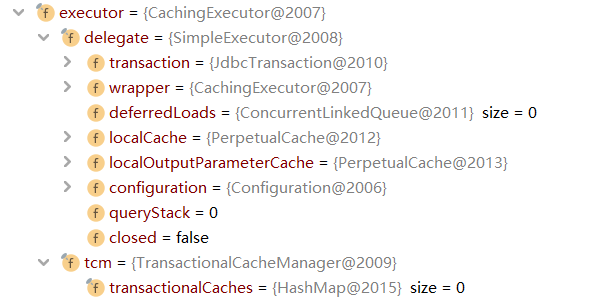 f executor = {CachingExecutor@2007}
f delegate = {SimpleExecutor@2008}
f transaction = {JdbcTransaction@2010}
f wrapper = {CachingExecutor@2007}
f deferredLoads = {ConcurrentLinkedQueue@2011} size = 0
f localCache = {PerpetualCache@2012}
f localOutputParameterCache = {PerpetualCache@2013}
f configuration = {Configuration@2006}
f queryStack = 0
f closed = false
f tcm = {TransactionalCacheManager@2009}
f transactionalCaches = {HashMap@2015} size = 0